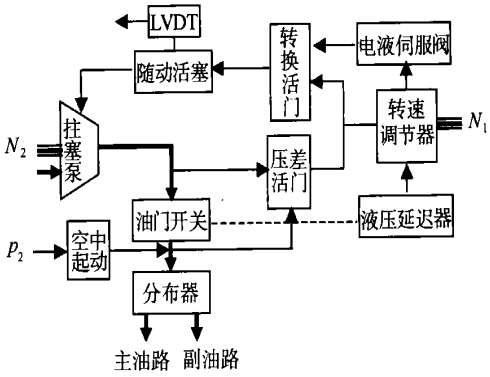 LVDT
随动活塞
转换活门
电液伺服阀
N₂
柱塞泵
转速
调节器
N₁
压差
活门
油门开关
液压延迟器
p₂
空中
起动
分布器
主油路
副油路